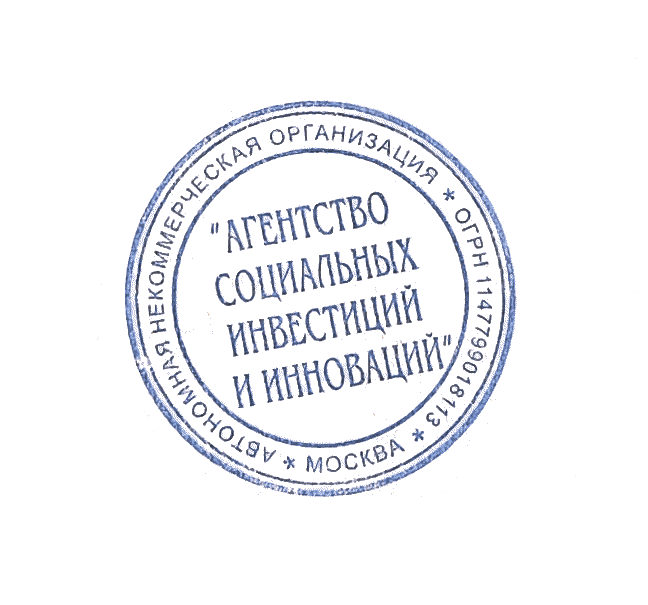 АВТОНОМНАЯ НЕКОММЕРЧЕСКАЯ ОРГАНИЗАЦИЯ * ОГРН 1147799018113 * МОСКВА *
"АГЕНТСТВО
СОЦИАЛЬНЫХ
ИНВЕСТИЦИЙ
И ИННОВАЦИЙ"